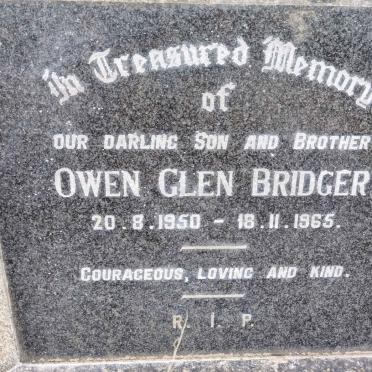 In Treasured Memory
of
OUR DARLING SON AND BROTHER
OWEN GLEN BRIDGER
20.8.1950 – 18.11.1965.
COURAGEOUS, LOVING AND KIND.
R. I. P.